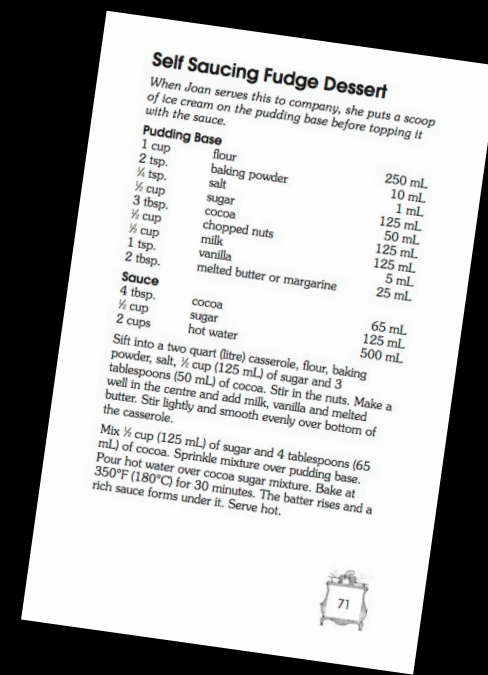 Self Saucing Fudge Dessert
When Joan serves this to company, she puts a scoop
of ice cream on the pudding base before topping it
with the sauce.
Pudding Base
1 cup flour 250 mL
2 tsp. baking powder 10 mL
¼ tsp. salt 1 mL
½ cup sugar 125 mL
3 tbsp. cocoa 50 mL
½ cup chopped nuts 125 mL
½ cup milk 125 mL
1 tsp. vanilla 5 mL
2 tbsp. melted butter or margarine 25 mL
Sauce
4 tbsp. cocoa 65 mL
½ cup sugar 125 mL
2 cups hot water 500 mL
Sift into a two quart (litre) casserole, flour, baking
powder, salt, ½ cup (125 mL) of sugar and 3
tablespoons (50 mL) of cocoa. Stir in the nuts. Make a
well in the centre and add milk, vanilla and melted
butter. Stir lightly and smooth evenly over bottom of
the casserole.
Mix ½ cup (125 mL) of sugar and 4 tablespoons (65
mL) of cocoa. Sprinkle mixture over pudding base.
Pour hot water over cocoa sugar mixture. Bake at
350°F (180°C) for 30 minutes. The batter rises and a
rich sauce forms under it. Serve hot.
71